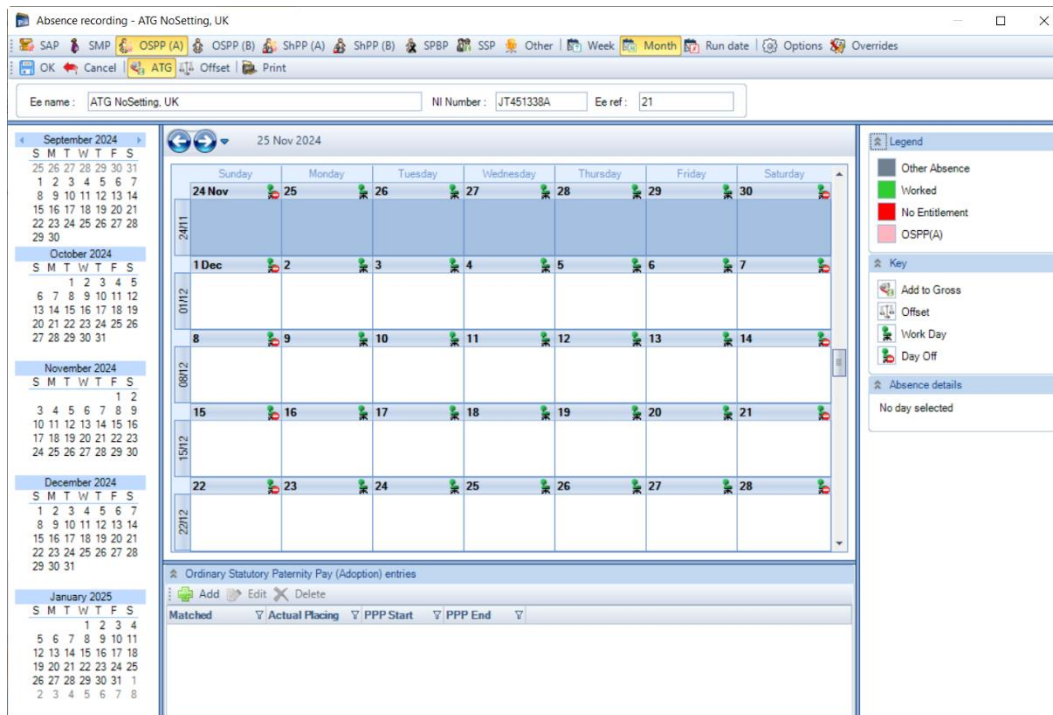 Absence recording - ATG NoSetting, UK
SAP SMP OSPP (A) OSPP (B) ShPP (A) ShPP (B) SPBP SSP Other Week Month Run date Options Overrides
OK Cancel ATG Offset Print
Ee name : ATG NoSetting, UK NI Number : JT451338A Ee ref : 21
September 2024
S M T W T F S
25 26 27 28 29 30 31
1 2 3 4 5 6 7
8 9 10 11 12 13 14
15 16 17 18 19 20 21
22 23 24 25 26 27 28
29 30
October 2024
S M T W T F S
1 2 3 4 5
6 7 8 9 10 11 12
13 14 15 16 17 18 19
20 21 22 23 24 25 26
27 28 29 30 31
November 2024
S M T W T F S
1 2
3 4 5 6 7 8 9
10 11 12 13 14 15 16
17 18 19 20 21 22 23
24 25 26 27 28 29 30
December 2024
S M T W T F S
1 2 3 4 5 6 7
8 9 10 11 12 13 14
15 16 17 18 19 20 21
22 23 24 25 26 27 28
29 30 31
January 2025
S M T W T F S
1 2 3 4
5 6 7 8 9 10 11
12 13 14 15 16 17 18
19 20 21 22 23 24 25
26 27 28 29 30 31 1
2 3 4 5 6 7 8
25 Nov 2024
Sunday Monday Tuesday Wednesday Thursday Friday Saturday
24 Nov 25 26 27 28 29 30
24/11
1 Dec 2 3 4 5 6 7
01/12
8 9 10 11 12 13 14
08/12
15 16 17 18 19 20 21
15/12
22 23 24 25 26 27 28
22/12
Ordinary Statutory Paternity Pay (Adoption) entries
Add Edit Delete
Matched Actual Placing PPP Start PPP End
Legend
Other Absence
Worked
No Entitlement
OSPP(A)
Key
Add to Gross
Offset
Work Day
Day Off
Absence details
No day selected